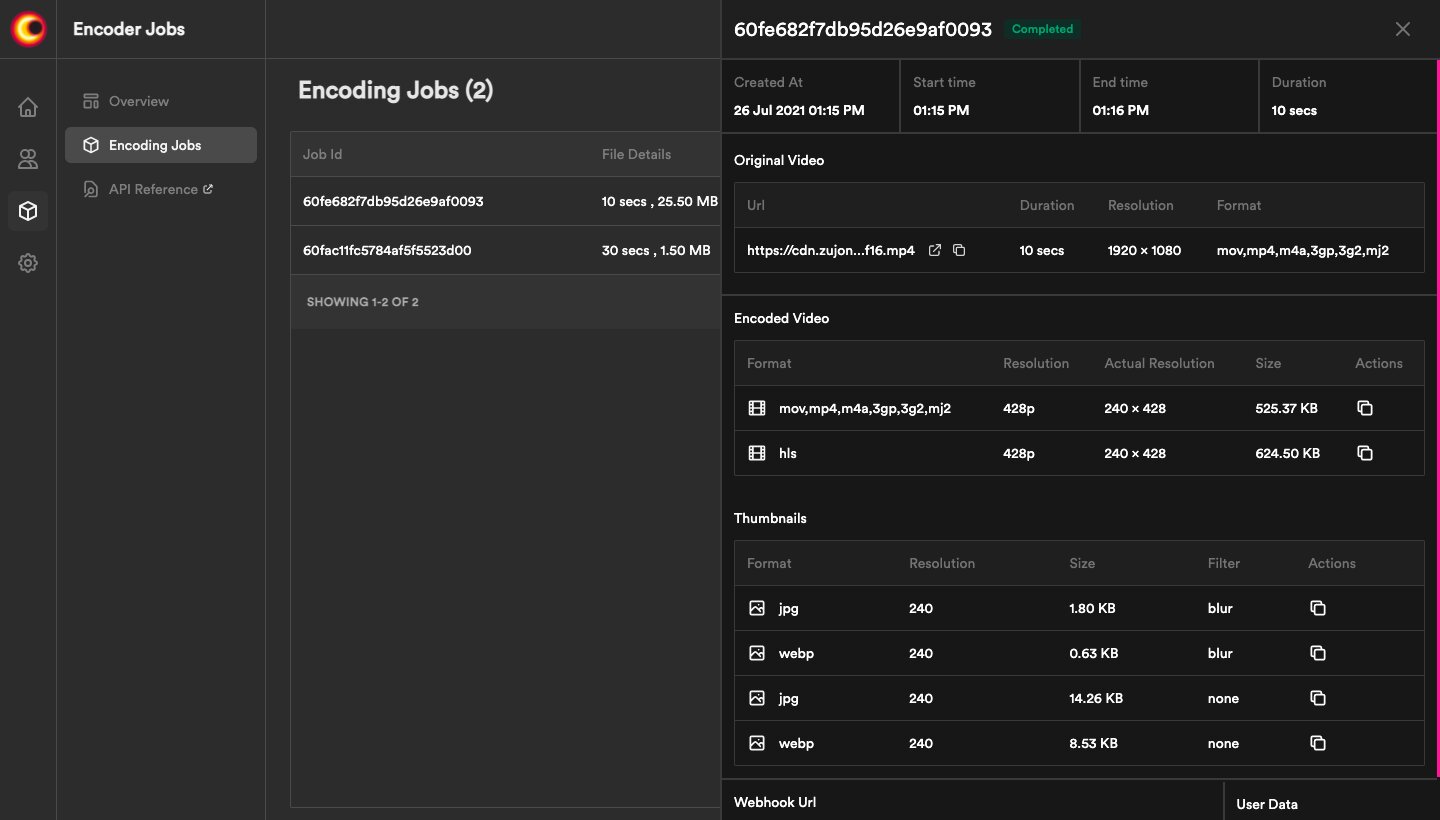 Encoder Jobs
Overview
Encoding Jobs
API Reference
Encoding Jobs (2)
Job Id File Details
60fe682f7db95d26e9af0093 10 secs , 25.50 MB
60fac11fc5784af5f5523d00 30 secs , 1.50 MB
SHOWING 1-2 OF 2
60fe682f7db95d26e9af0093 Completed
Created At Start time End time Duration
26 Jul 2021 01:15 PM 01:15 PM 01:16 PM 10 secs
Original Video
Url Duration Resolution Format
https://cdn.zujon...f16.mp4 10 secs 1920 × 1080 mov,mp4,m4a,3gp,3g2,mj2
Encoded Video
Format Resolution Actual Resolution Size Actions
mov,mp4,m4a,3gp,3g2,mj2 428p 240 × 428 525.37 KB
hls 428p 240 × 428 624.50 KB
Thumbnails
Format Resolution Size Filter Actions
jpg 240 1.80 KB blur
webp 240 0.63 KB blur
jpg 240 14.26 KB none
webp 240 8.53 KB none
Webhook Url User Data